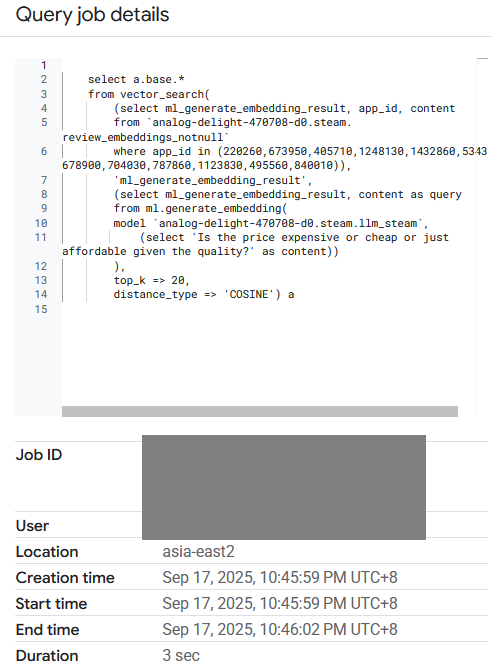 Query job details
1
2 select a.base.*
3 from vector_search(
4 (select ml_generate_embedding_result, app_id, content
5 from `analog-delight-470708-d0.steam.
review_embeddings_notnull`
6 where app_id in (220260,673950,405710,1248130,1432860,5343
678900,704030,787860,1123830,495560,840010)),
7 'ml_generate_embedding_result',
8 (select ml_generate_embedding_result, content as query
9 from ml.generate_embedding(
10 model `analog-delight-470708-d0.steam.llm_steam`,
11 (select 'Is the price expensive or cheap or just
affordable given the quality?' as content))
12 ),
13 top_k => 20,
14 distance_type => 'COSINE') a
15
Job ID
User
Location asia-east2
Creation time Sep 17, 2025, 10:45:59 PM UTC+8
Start time Sep 17, 2025, 10:45:59 PM UTC+8
End time Sep 17, 2025, 10:46:02 PM UTC+8
Duration 3 sec